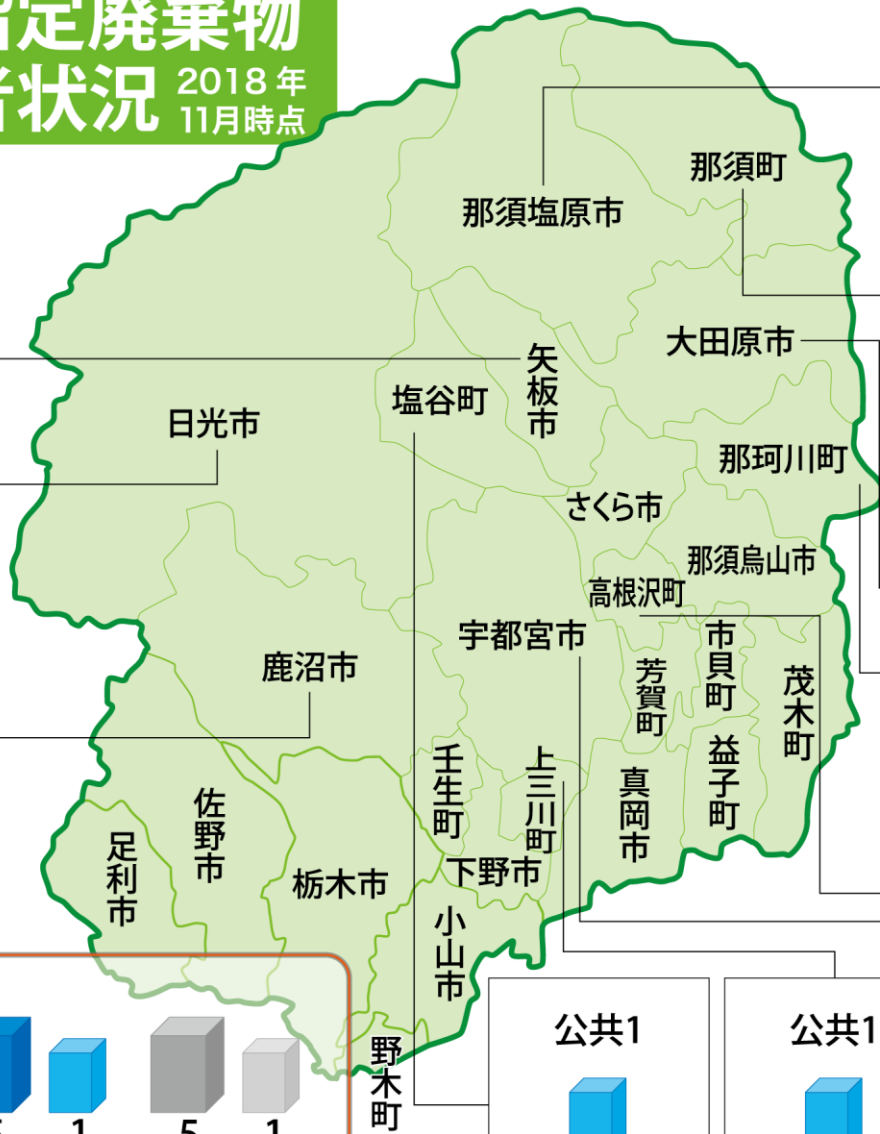 指定廃棄物
者状況 2018年
11月時点
那須町
那須塩原市
大田原市
矢板市
塩谷町
日光市
那珂川町
さくら市
那須烏山市
高根沢町
宇都宮市
市貝町
芳賀町
鹿沼市
茂木町
益子町
壬生町
上三川町
真岡市
佐野市
足利市
下野市
栃木市
小山市
野木町
公共1
公共1
1
5
1